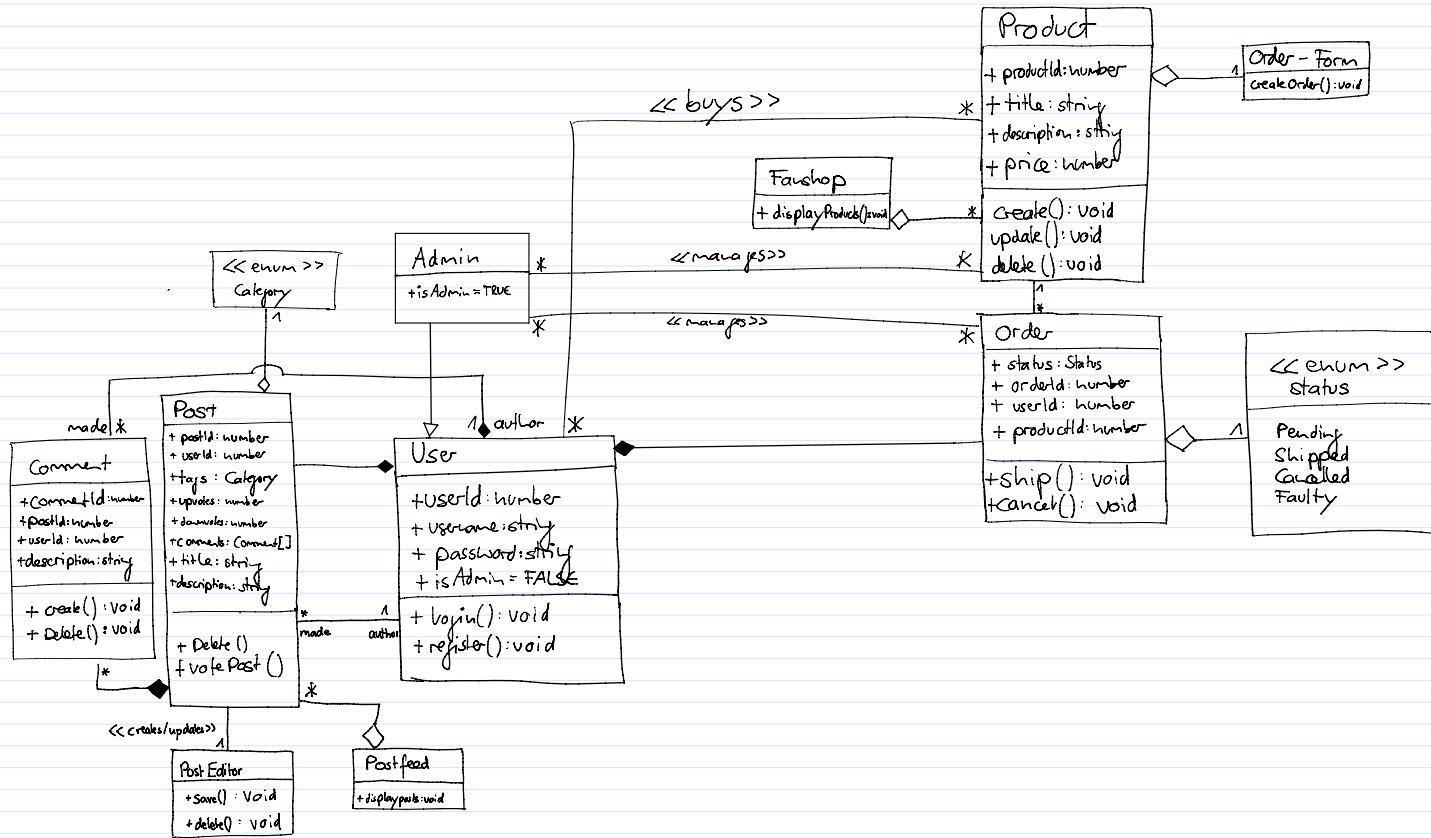 Product
+ productId: number
+ title: string
+ description: sttiy
+ price: number
create(): void
update(): void
delete(): void
1
Order - Form
createOrder(): void
<<buys>>
*
Fanshop
+ displayProducts(): void
*
<<enum>>
Category
1
Admin
+isAdmin = TRUE
*
<<manages>>
*
*
<<manages>>
*
1
*
Order
+ status: Status
+ orderId: number
+ userId: number
+ productId: number
+ship(): void
+cancel(): void
1
<<enum>>
status
Pending
Shipped
Cancelled
Faulty
made *
1 author
*
Comment
+CommentId: number
+postId: number
+userId: number
+description: string
+ create(): void
+ Delete(): void
*
Post
+ postId: number
+ userId: number
+tags: Category
+upvotes: number
+downvotes: number
+comments: Comment[]
+ title: string
+description: string
+ Delete()
+ votePost()
*
made
1
author
*
User
+userId: number
+ username: string
+ password: string
+ isAdmin = FALSE
+ login(): void
+ register(): void
<<creates/updates>>
1
Post Editor
+save(): Void
+delete(): void
Postfeed
+displayposts: void